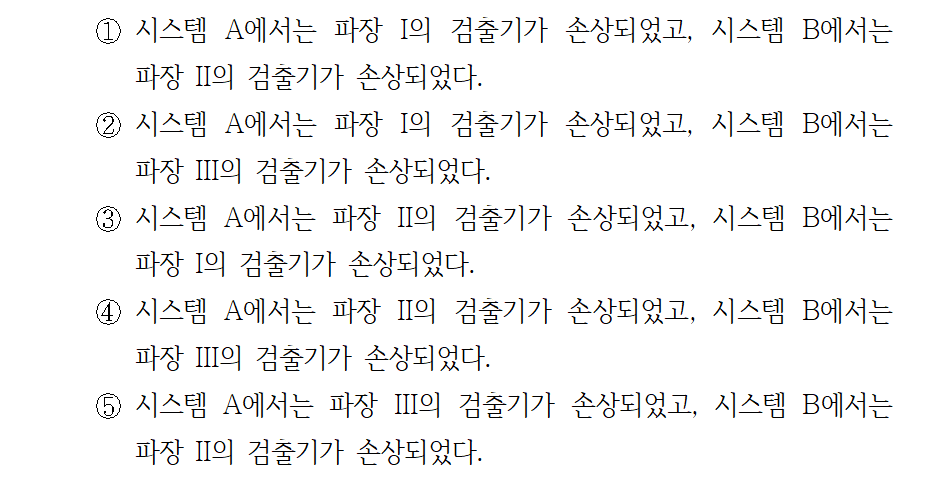 ① 시스템 A에서는 파장 I의 검출기가 손상되었고, 시스템 B에서는
파장 II의 검출기가 손상되었다.
② 시스템 A에서는 파장 I의 검출기가 손상되었고, 시스템 B에서는
파장 III의 검출기가 손상되었다.
③ 시스템 A에서는 파장 II의 검출기가 손상되었고, 시스템 B에서는
파장 I의 검출기가 손상되었다.
④ 시스템 A에서는 파장 II의 검출기가 손상되었고, 시스템 B에서는
파장 III의 검출기가 손상되었다.
⑤ 시스템 A에서는 파장 III의 검출기가 손상되었고, 시스템 B에서는
파장 II의 검출기가 손상되었다.